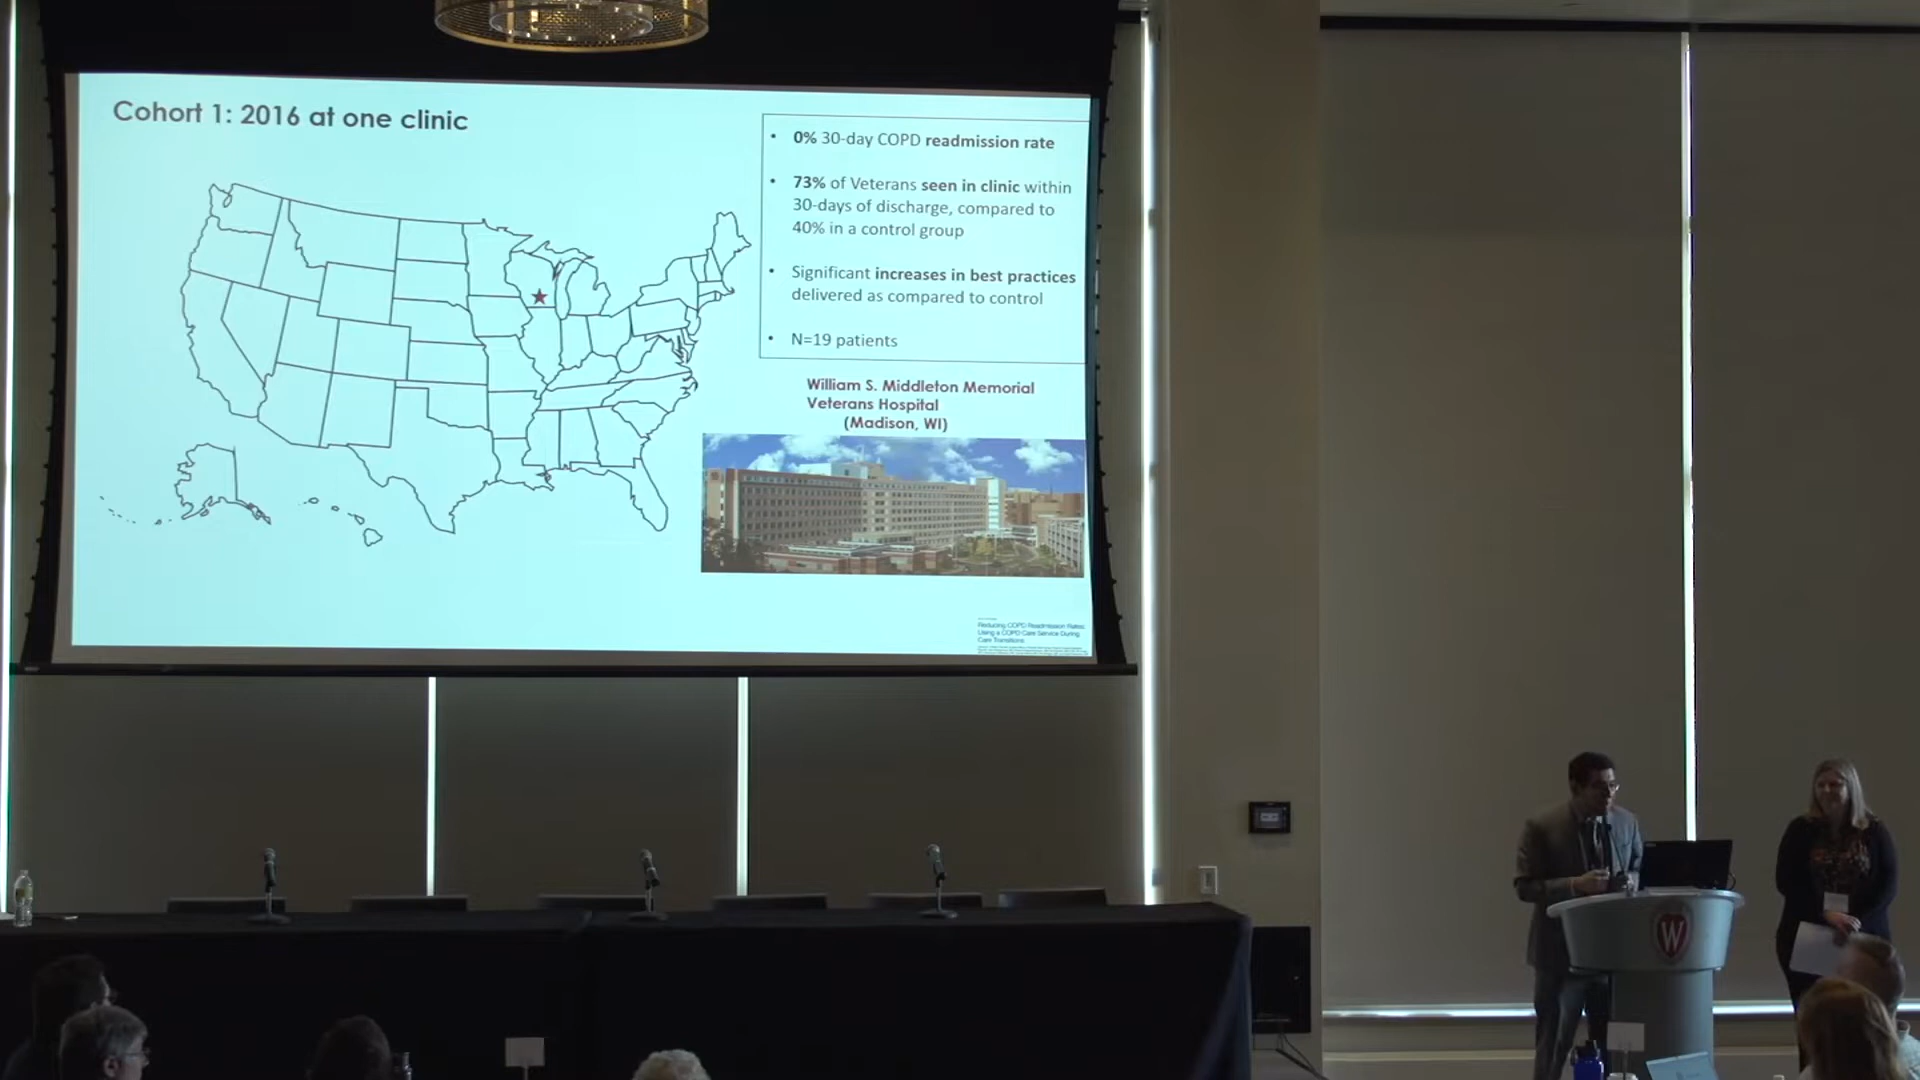 Cohort 1: 2016 at one clinic
• 0% 30-day COPD readmission rate
• 73% of Veterans seen in clinic within
30-days of discharge, compared to
40% in a control group
• Significant increases in best practices
delivered as compared to control
• N=19 patients
William S. Middleton Memorial
Veterans Hospital
(Madison, WI)
Reducing COPD Readmission Rates:
Using a COPD Care Service During
Care Transitions
W